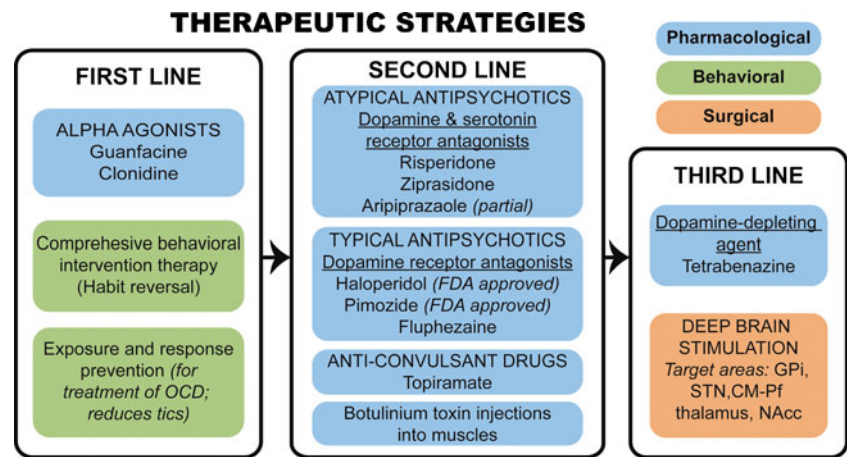 THERAPEUTIC STRATEGIES
Pharmacological
Behavioral
Surgical
FIRST LINE
ALPHA AGONISTS
Guanfacine
Clonidine
Comprehesive behavioral
intervention therapy
(Habit reversal)
Exposure and response
prevention (for
treatment of OCD;
reduces tics)
SECOND LINE
ATYPICAL ANTIPSYCHOTICS
Dopamine & serotonin
receptor antagonists
Risperidone
Ziprasidone
Aripiprazaole (partial)
TYPICAL ANTIPSYCHOTICS
Dopamine receptor antagonists
Haloperidol (FDA approved)
Pimozide (FDA approved)
Fluphezaine
ANTI-CONVULSANT DRUGS
Topiramate
Botulinium toxin injections
into muscles
THIRD LINE
Dopamine-depleting
agent
Tetrabenazine
DEEP BRAIN
STIMULATION
Target areas: GPi,
STN,CM-Pf
thalamus, NAcc